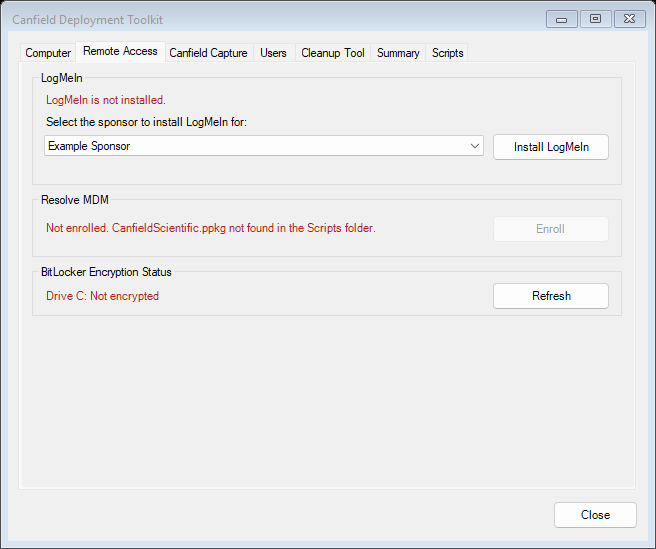 Canfield Deployment Toolkit
Computer
Remote Access
Canfield Capture
Users
Cleanup Tool
Summary
Scripts
LogMeIn
LogMeIn is not installed.
Select the sponsor to install LogMeIn for:
Example Sponsor
Install LogMeIn
Resolve MDM
Not enrolled. CanfieldScientific.ppkg not found in the Scripts folder.
Enroll
BitLocker Encryption Status
Drive C: Not encrypted
Refresh
Close